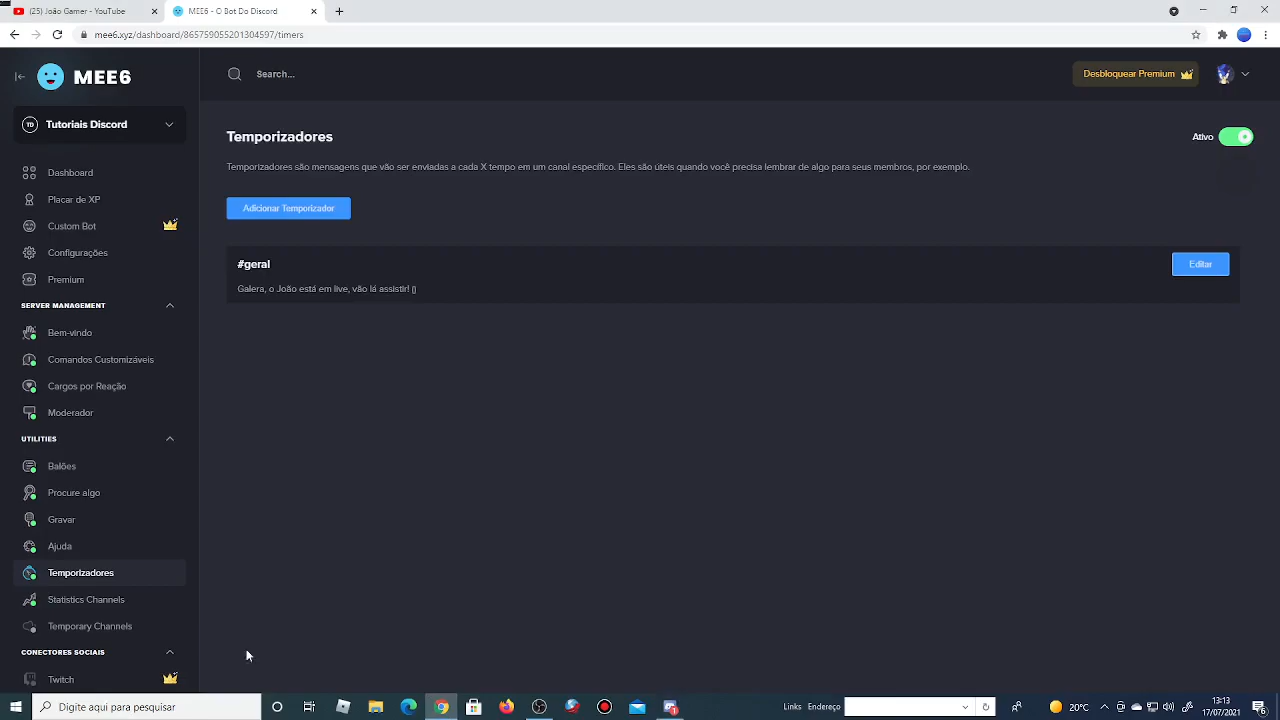 (25) João Gamer - YouTube
MEE6 - O Bot Do Discord
mee6.xyz/dashboard/865759055201304597/timers
MEE6
Search...
Desbloquear Premium
TD Tutoriais Discord
Temporizadores
Ativo
Temporizadores são mensagens que vão ser enviadas a cada X tempo em um canal específico. Eles são úteis quando você precisa lembrar de algo para seus membros, por exemplo.
Adicionar Temporizador
#geral
Editar
Galera, o João está em live, vão lá assistir!
Dashboard
Placar de XP
Custom Bot
Configurações
Premium
SERVER MANAGEMENT
Bem-vindo
Comandos Customizáveis
Cargos por Reação
Moderador
UTILITIES
Balões
Procure algo
Gravar
Ajuda
Temporizadores
Statistics Channels
Temporary Channels
CONECTORES SOCIAIS
Twitch
Digite aqui para pesquisar
Links
Endereço
20°C
13:13
17/07/2021